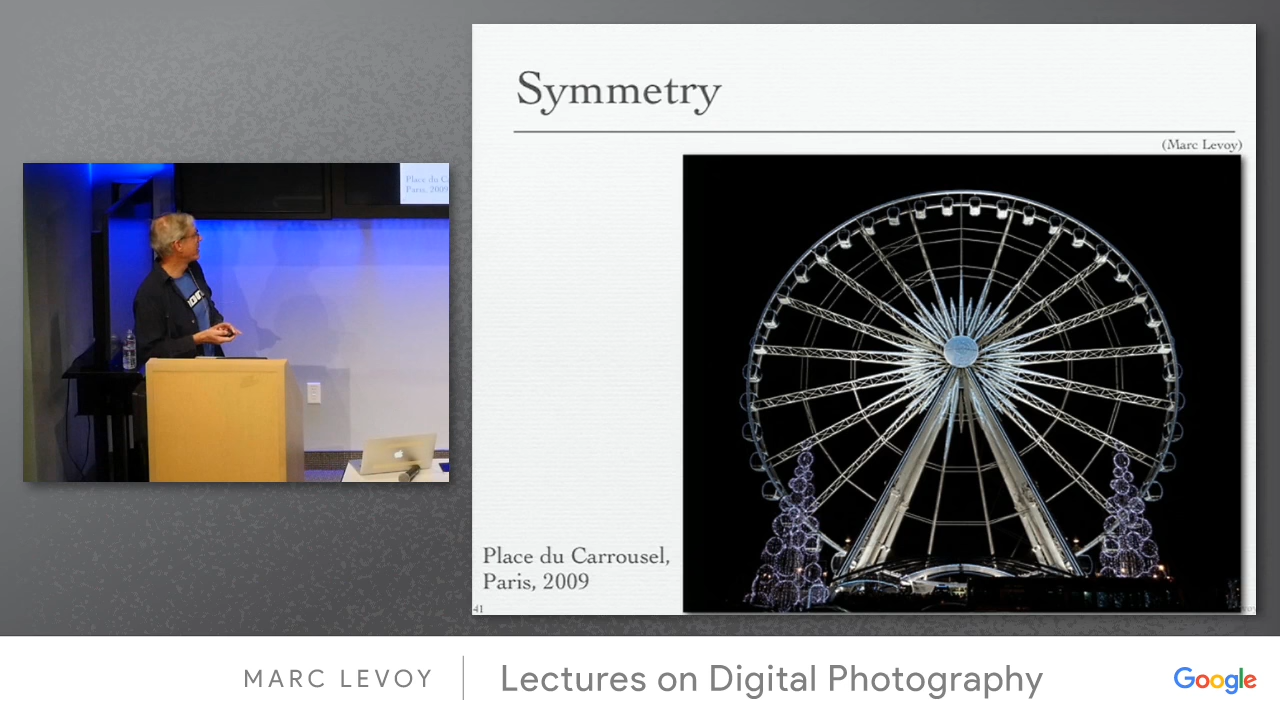 Symmetry
(Marc Levoy)
Place du Carrousel,
Paris, 2009
41
MARC LEVOY
Lectures on Digital Photography
Google